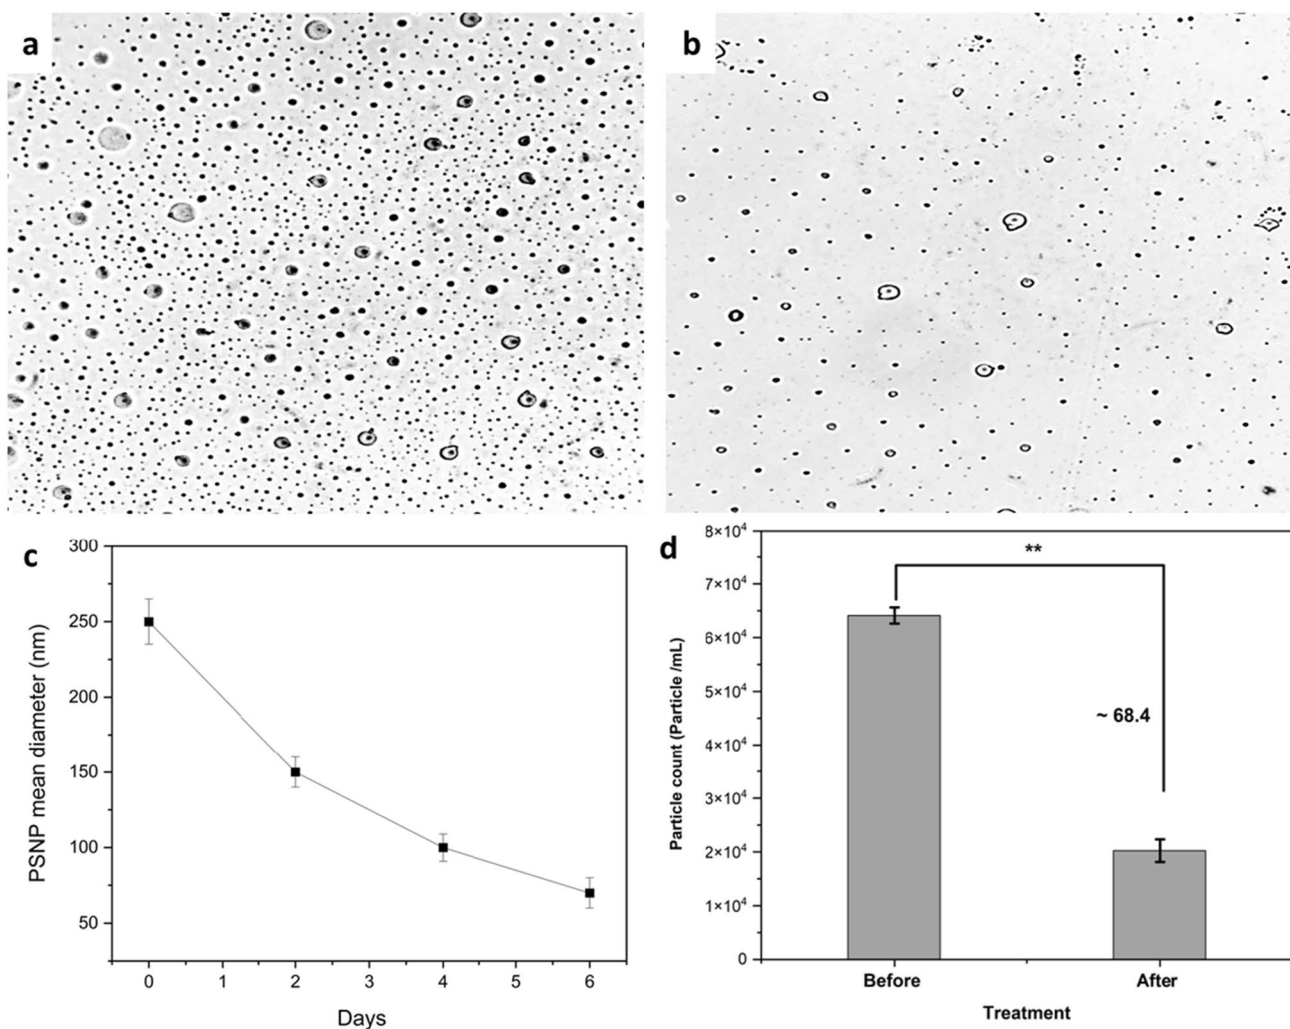 a
b
c
300
250
200
150
100
50
PSNP mean diameter (nm)
0 1 2 3 4 5 6
Days
d
8×10⁴
7×10⁴
6×10⁴
5×10⁴
4×10⁴
3×10⁴
2×10⁴
1×10⁴
0
Particle count (Particle /mL)
**
~ 68.4
Before After
Treatment